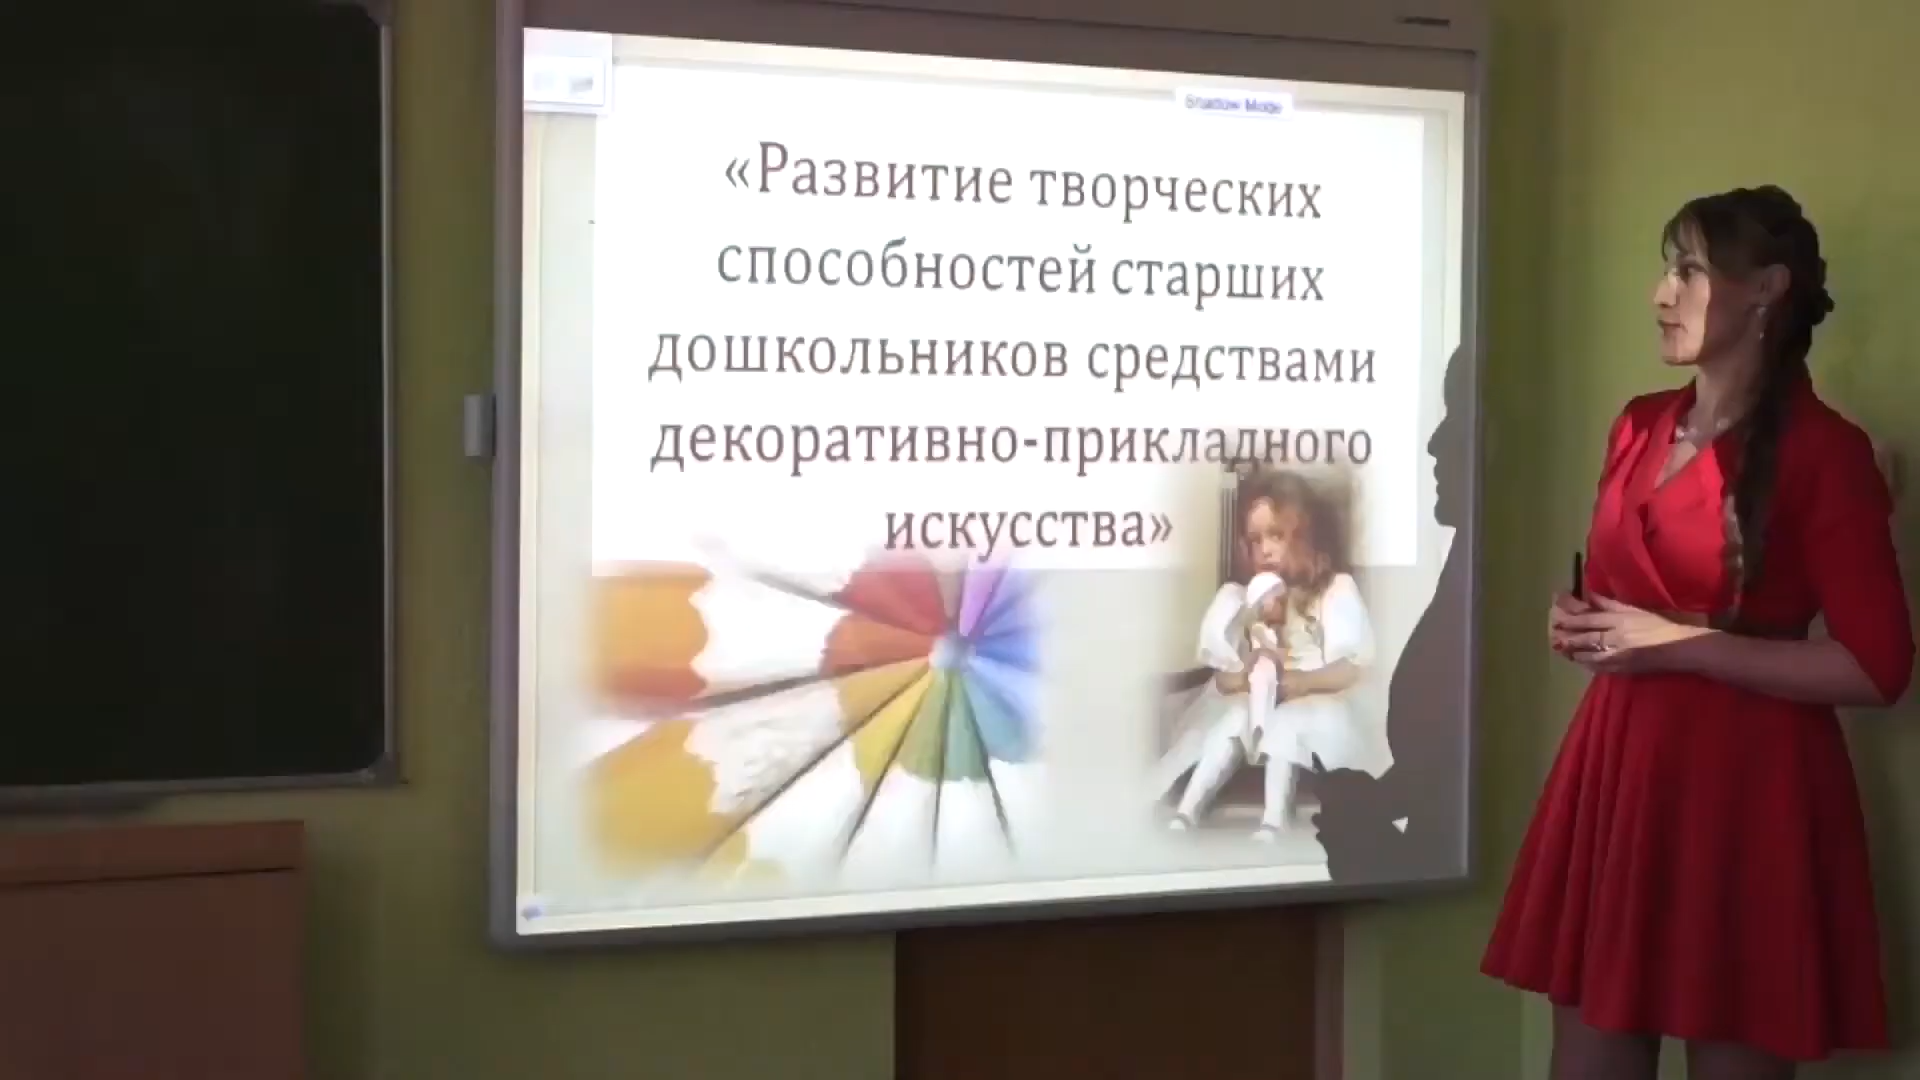 Shadow Mode
«Развитие творческих
способностей старших
дошкольников средствами
декоративно-прикладного
искусства»